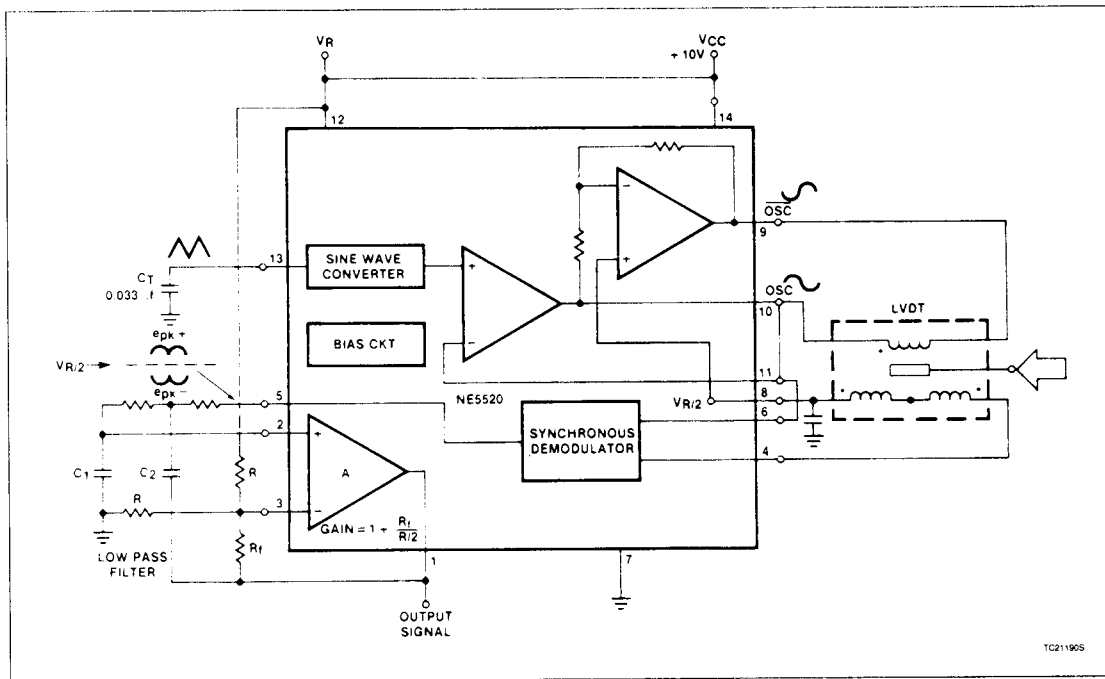 VR
VCC
+ 10V
12
14
OSC
9
13
SINE WAVE
CONVERTER
+
-
-
+
CT
0.033 .f
OSC
10
LVDT
BIAS CKT
epk +
VR/2
epk -
11
5
NE5520
VR/2
8
6
SYNCHRONOUS
DEMODULATOR
2
+
4
C1
C2
R
A
R
3
-
GAIN = 1 + Rf
R/2
Rf
LOW PASS
FILTER
1
7
OUTPUT
SIGNAL
TC21190S